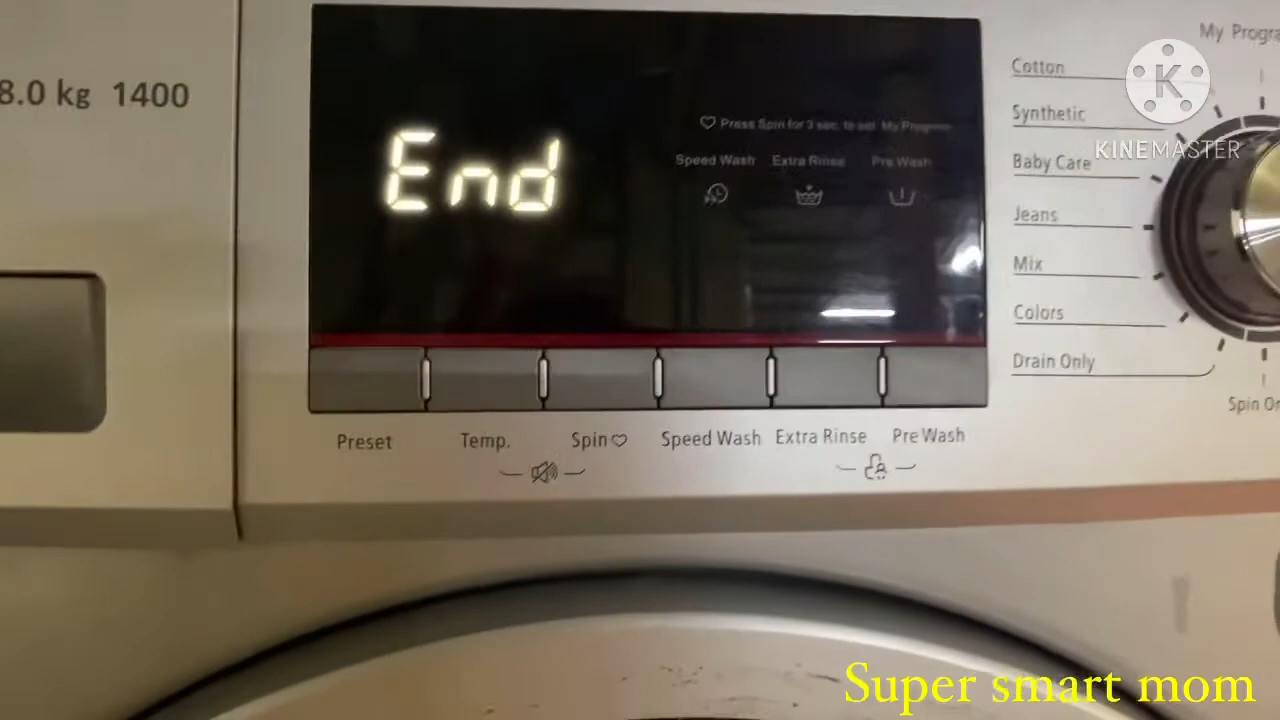 8.0 kg 1400
End
♡ Press Spin for 3 sec. to set My Program
Speed Wash Extra Rinse Pre Wash
Preset Temp. Spin♡ Speed Wash Extra Rinse Pre Wash
My Progra
Cotton
Synthetic
Baby Care
Jeans
Mix
Colors
Drain Only
Spin On
K
KINEMASTER
Super smart mom